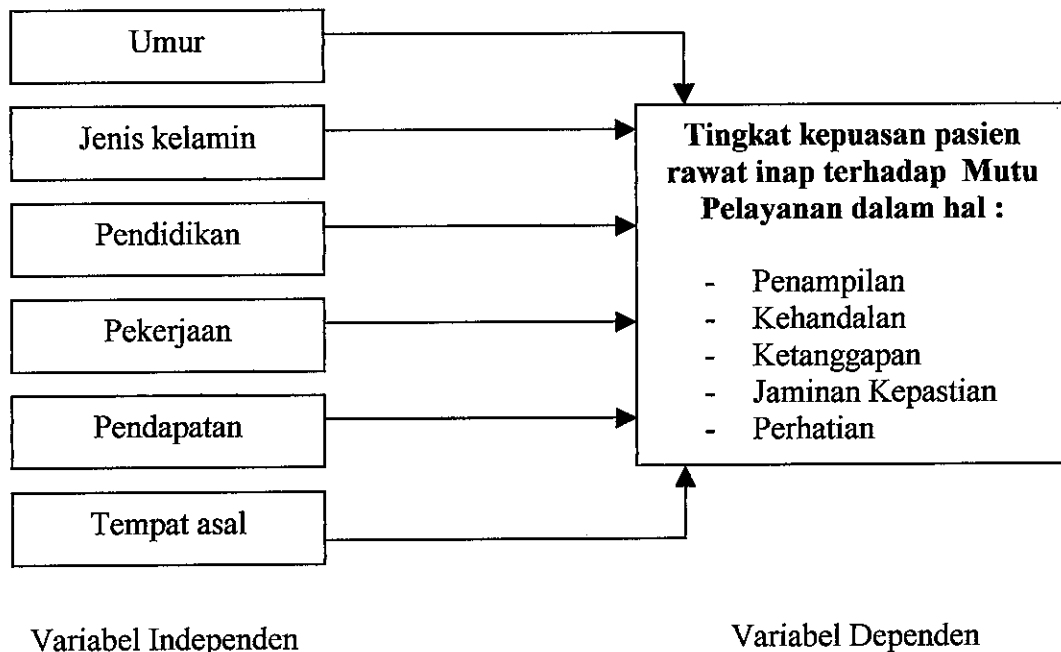 Umur
Jenis kelamin
Pendidikan
Pekerjaan
Pendapatan
Tempat asal
Tingkat kepuasan pasien
rawat inap terhadap Mutu
Pelayanan dalam hal :
- Penampilan
- Kehandalan
- Ketanggapan
- Jaminan Kepastian
- Perhatian
Variabel Independen
Variabel Dependen